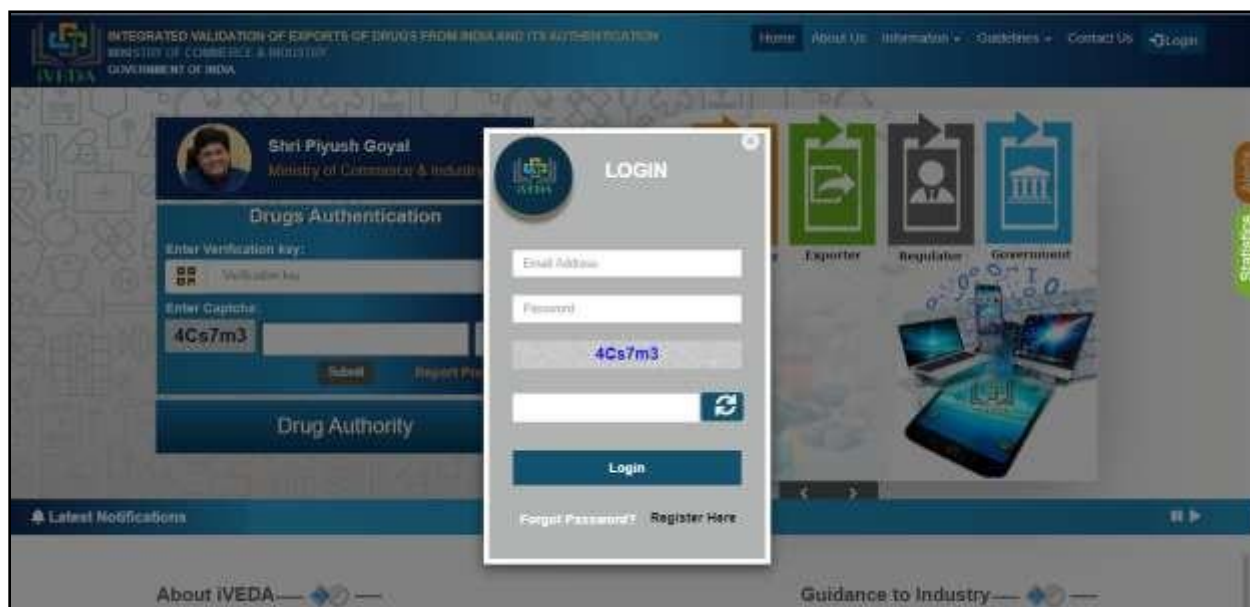 INTEGRATED VALIDATION OF EXPORTS OF DRUGS FROM INDIA AND ITS AUTHENTICATION
MINISTRY OF COMMERCE & INDUSTRY
GOVERNMENT OF INDIA
iVEDA
Home About Us Information Guidelines Contact Us Login
Shri Piyush Goyal
Ministry of Commerce & Industry
Drugs Authentication
Enter Verification key:
Verification key
Enter Captcha:
4Cs7m3
Submit Report
Drug Authority
LOGIN
iVEDA
Email Address
Password
4Cs7m3
Login
Forgot Password? Register Here
Exporter Regulator Government
iVEDA
Statistics
Latest Notifications
About iVEDA
Guidance to Industry